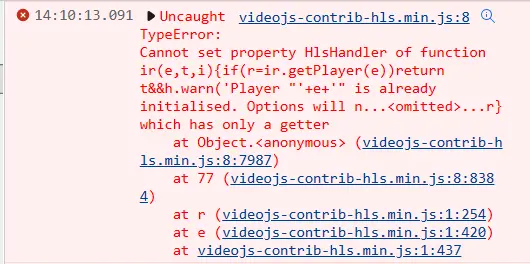 14:10:13.091 ▶Uncaught videojs-contrib-hls.min.js:8
TypeError:
Cannot set property HlsHandler of function
ir(e,t,i){if(r=ir.getPlayer(e))return
t&&h.warn('Player "'+e+'" is already
initialised. Options will n...<omitted>...r}
which has only a getter
at Object.<anonymous> (videojs-contrib-h
ls.min.js:8:7987)
at 77 (videojs-contrib-hls.min.js:8:838
4)
at r (videojs-contrib-hls.min.js:1:254)
at e (videojs-contrib-hls.min.js:1:420)
at videojs-contrib-hls.min.js:1:437